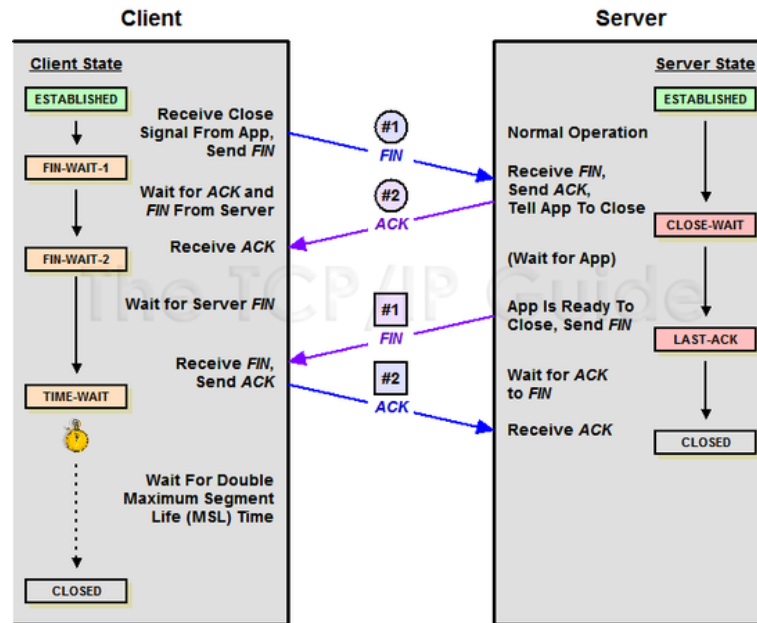 Client
Server
Client State
ESTABLISHED
Receive Close
Signal From App,
Send FIN
FIN-WAIT-1
Wait for ACK and
FIN From Server
Receive ACK
FIN-WAIT-2
Wait for Server FIN
Receive FIN,
Send ACK
TIME-WAIT
Wait For Double
Maximum Segment
Life (MSL) Time
CLOSED
#1
FIN
#2
ACK
#1
FIN
#2
ACK
Server State
ESTABLISHED
Normal Operation
Receive FIN,
Send ACK,
Tell App To Close
CLOSE-WAIT
(Wait for App)
App Is Ready To
Close, Send FIN
LAST-ACK
Wait for ACK
to FIN
Receive ACK
CLOSED
The TCP/IP Guide